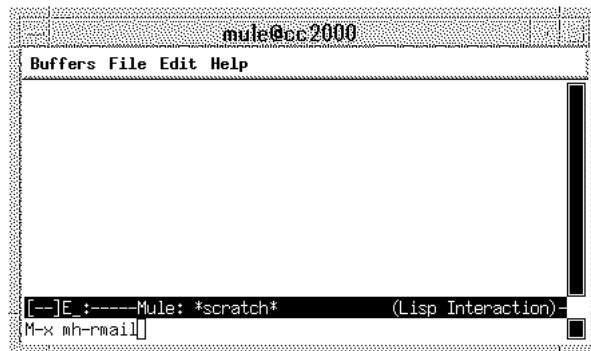 mule@cc2000
Buffers File Edit Help
[--]E_:-----Mule: *scratch* (Lisp Interaction)-
M-x mh-rmail